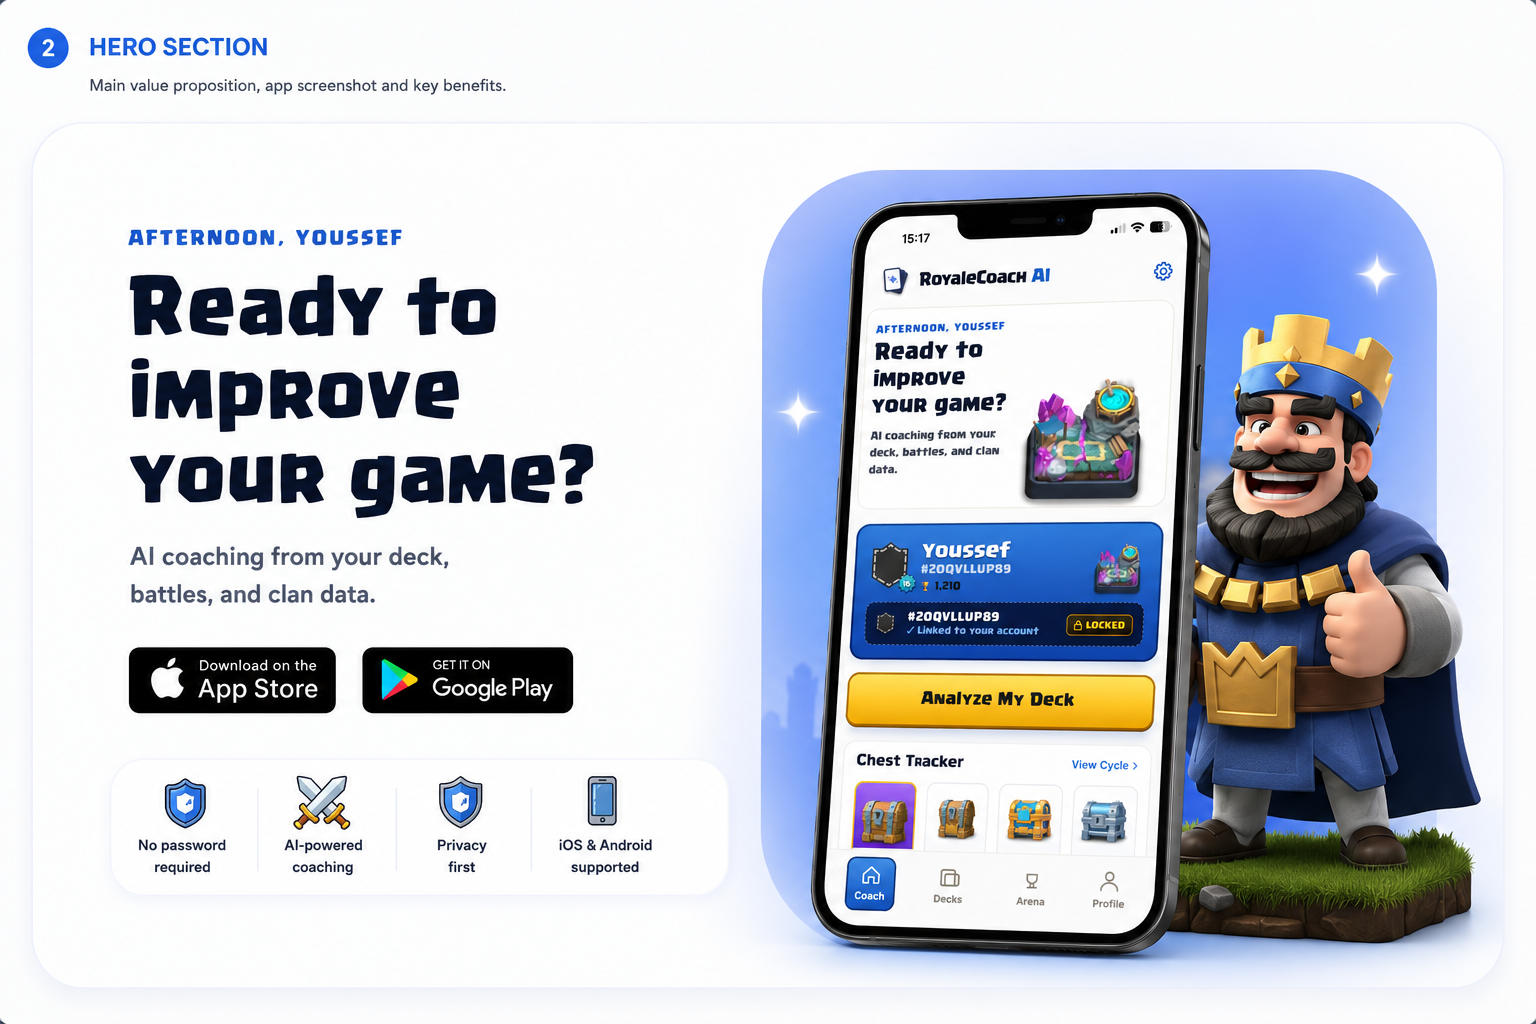 2
HERO SECTION
Main value proposition, app screenshot and key benefits.
AFTERNOON, YOUSSEF
Ready to
improve
your game?
AI coaching from your deck,
battles, and clan data.
Download on the
App Store
GET IT ON
Google Play
No password
required
AI-powered
coaching
Privacy
first
iOS & Android
supported
15:17
RoyaleCoach AI
AFTERNOON, YOUSSEF
Ready to
improve
your game?
AI coaching from your
deck, battles, and clan
data.
Youssef
#20QVLLUP89
16
1,210
#20QVLLUP89
✓ Linked to your account
LOCKED
Analyze My Deck
Chest Tracker
View Cycle >
Coach
Decks
Arena
Profile